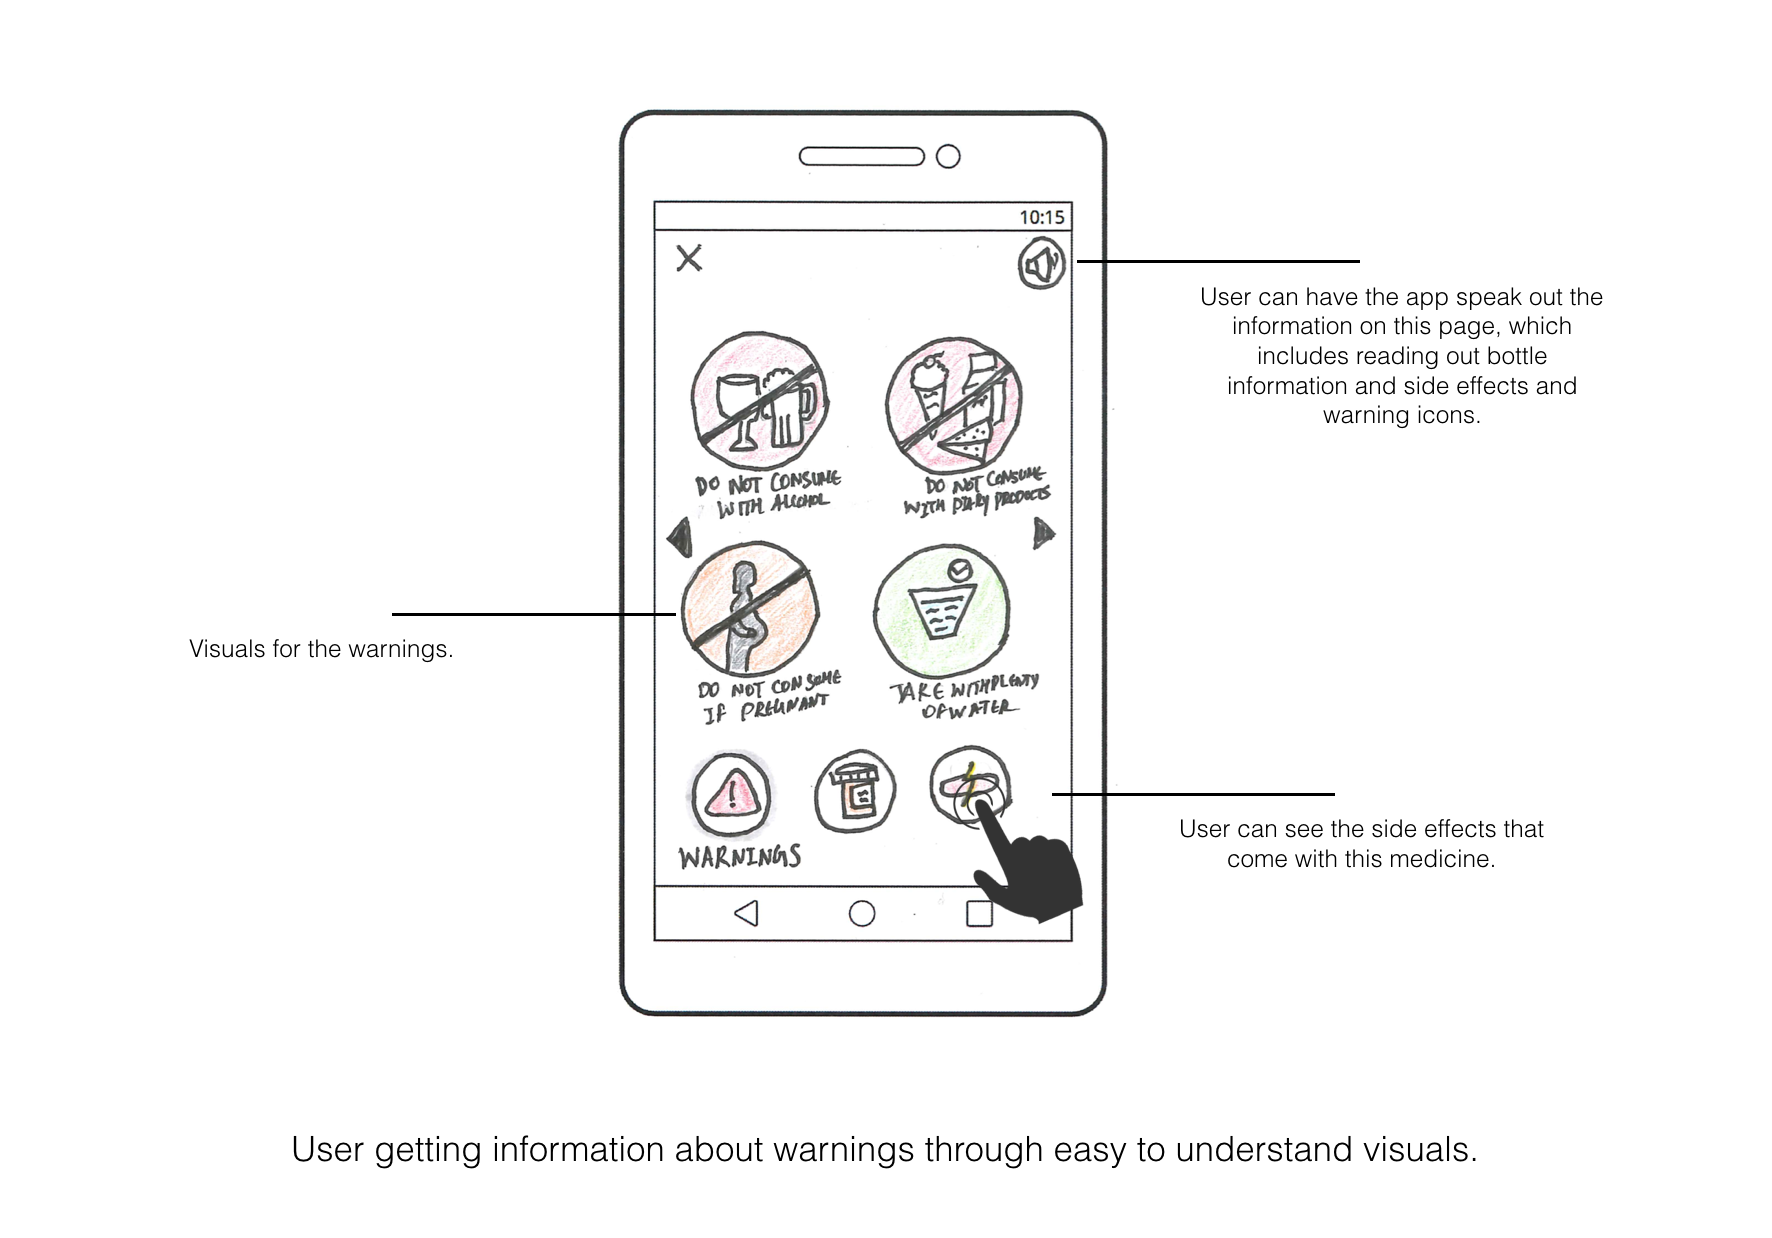 10:15
User can have the app speak out the
information on this page, which
includes reading out bottle
information and side effects and
warning icons.
DO NOT CONSUME
WITH ALCOHOL
DO NOT CONSUME
WITH DIARY PRODUCTS
Visuals for the warnings.
DO NOT CONSUME
IF PREGNANT
TAKE WITH PLENTY
OF WATER
WARNINGS
User can see the side effects that
come with this medicine.
User getting information about warnings through easy to understand visuals.